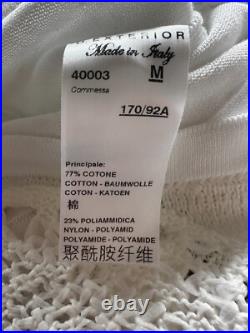 EXTERIOR
Made in Italy
40003 M
Commessa
170/92A
Principale:
77% COTONE
COTTON - BAUMWOLLE
COTON - KATOEN
棉
23% POLIAMMIDICA
NYLON - POLYAMID
POLYAMIDE - POLYAMIDE
聚酰胺纤维